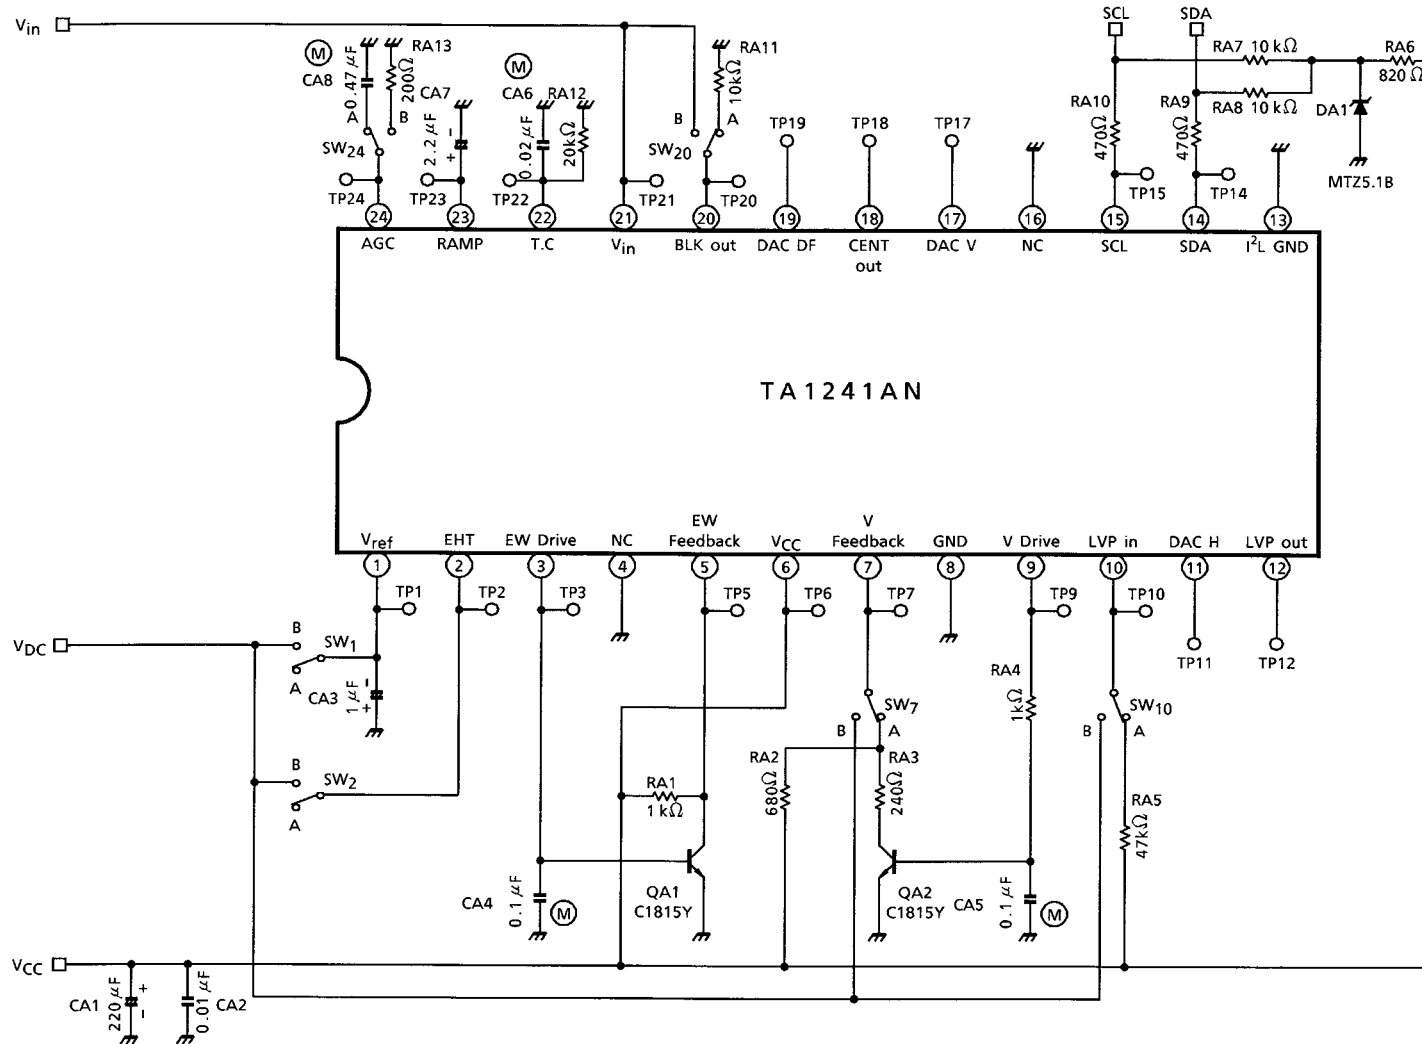 Vin
SCL SDA
M CA8 0.47 μF RA13 200Ω
A B
SW24
TP24
CA7 2.2 μF - +
TP23
M CA6 0.02 μF RA12 20kΩ
TP22
TP21
RA11 10kΩ
B A
SW20
TP20
TP19 TP18 TP17
RA7 10 kΩ RA6 820 Ω
RA8 10 kΩ DA1
RA10 470Ω RA9 470Ω
TP15 TP14 MTZ5.1B
24 23 22 21 20 19 18 17 16 15 14 13
AGC RAMP T.C Vin BLK out DAC DF CENT out DAC V NC SCL SDA I²L GND
TA1241AN
Vref EHT EW Drive NC EW Feedback VCC V Feedback GND V Drive LVP in DAC H LVP out
1 2 3 4 5 6 7 8 9 10 11 12
TP1 TP2 TP3 TP5 TP6 TP7 TP9 TP10
TP11 TP12
VDC
B SW1 A
CA3 1 μF - +
RA4 1kΩ
SW7 B A
SW10 B A
B SW2 A
RA1 1 kΩ
RA2 680Ω RA3 240Ω
RA5 47kΩ
CA4 0.1 μF M
QA1 C1815Y
QA2 C1815Y
CA5 0.1 μF M
VCC
CA1 220 μF + -
0.01 μF CA2